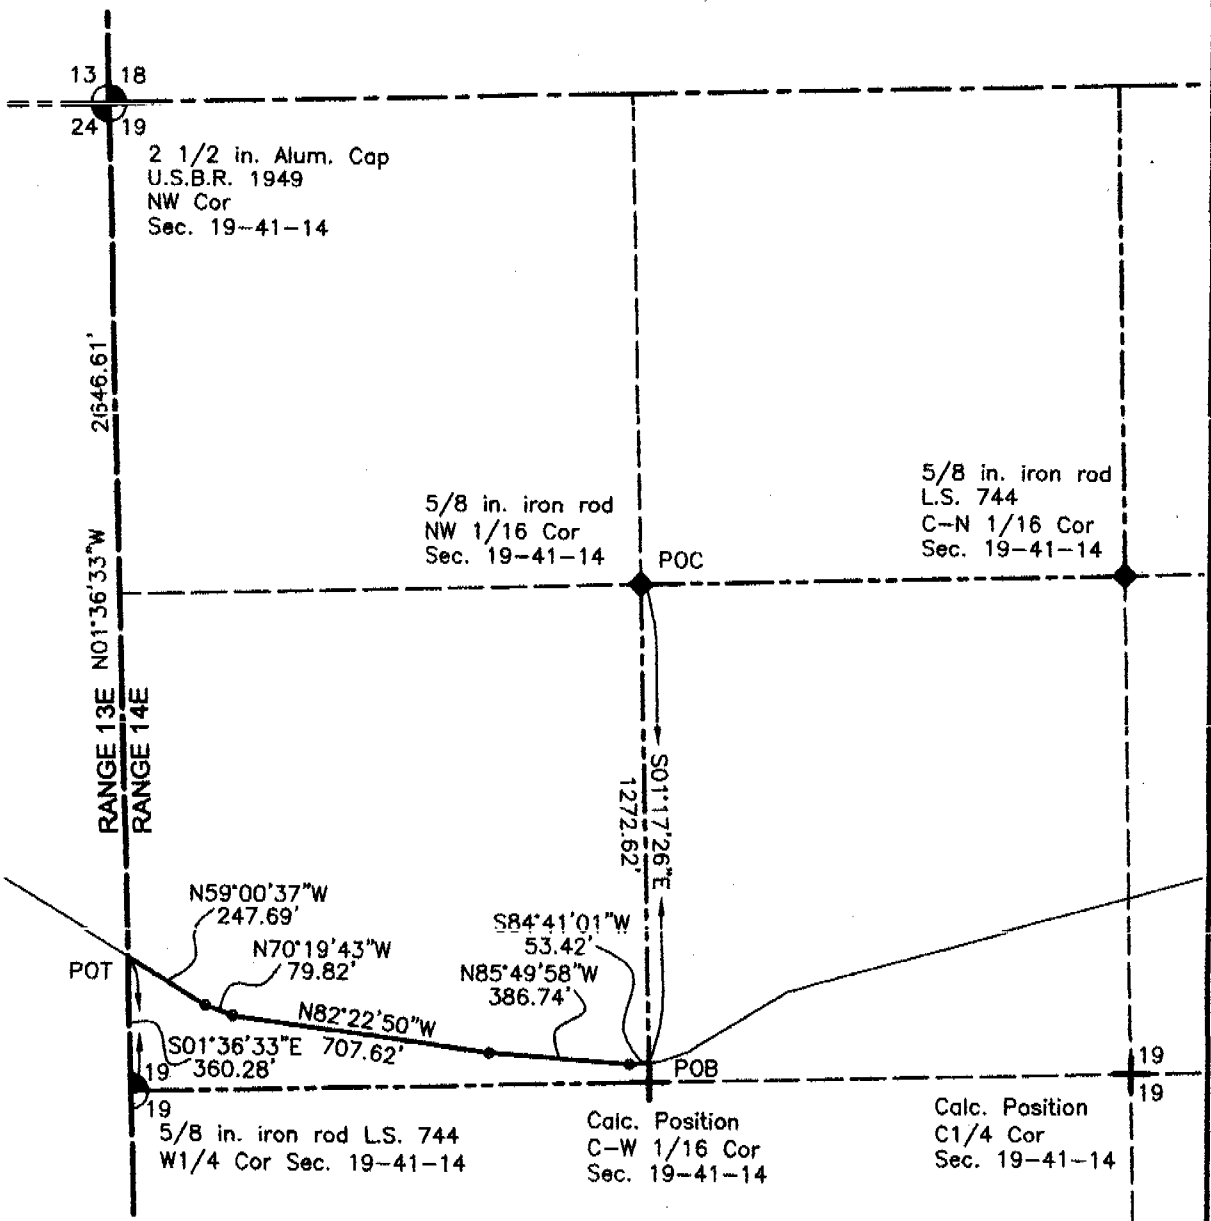 13 18
24 19
2 1/2 in. Alum. Cap
U.S.B.R. 1949
NW Cor
Sec. 19-41-14
2646.61'
N01°36'33"W
RANGE 13E
RANGE 14E
5/8 in. iron rod
NW 1/16 Cor
Sec. 19-41-14
POC
5/8 in. iron rod
L.S. 744
C-N 1/16 Cor
Sec. 19-41-14
S01°17'26"E
1272.62'
N59°00'37"W
247.69'
POT
N70°19'43"W
79.82'
N82°22'50"W
707.62'
S84°41'01"W
53.42'
N85°49'58"W
386.74'
S01°36'33"E
360.28'
POB
19
19
5/8 in. iron rod L.S. 744
W1/4 Cor Sec. 19-41-14
Calc. Position
C-W 1/16 Cor
Sec. 19-41-14
19
19
Calc. Position
C1/4 Cor
Sec. 19-41-14